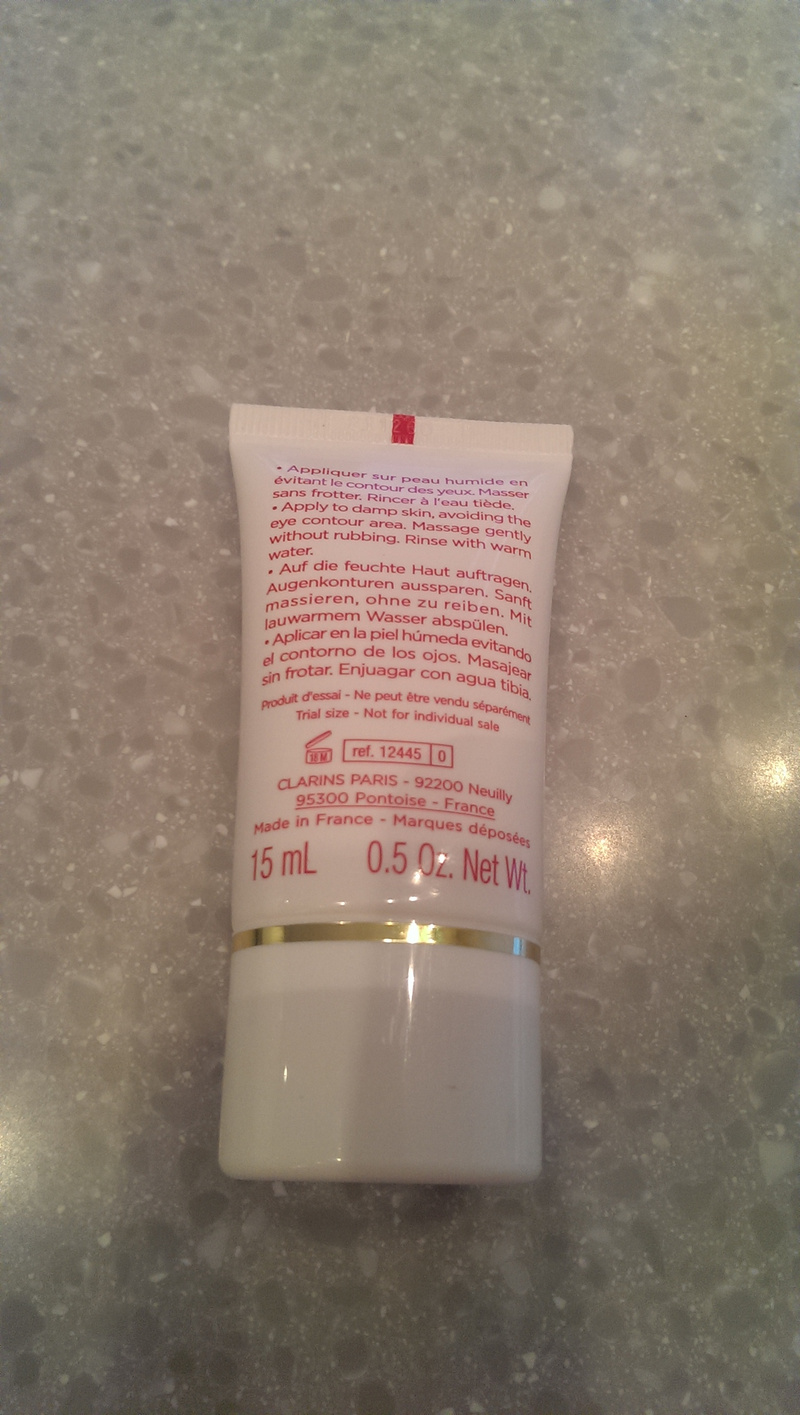 • Appliquer sur peau humide en
évitant le contour des yeux. Masser
sans frotter. Rincer à l'eau tiède.
• Apply to damp skin, avoiding the
eye contour area. Massage gently
without rubbing. Rinse with warm
water.
• Auf die feuchte Haut auftragen.
Augenkonturen aussparen. Sanft
massieren, ohne zu reiben. Mit
lauwarmem Wasser abspülen.
• Aplicar en la piel húmeda evitando
el contorno de los ojos. Masajear
sin frotar. Enjuagar con agua tibia.
Produit d'essai - Ne peut être vendu séparément
Trial size - Not for individual sale
18 M ref. 12445 0
CLARINS PARIS - 92200 Neuilly
95300 Pontoise - France
Made in France - Marques déposées
15 mL 0.5 Oz. Net Wt.